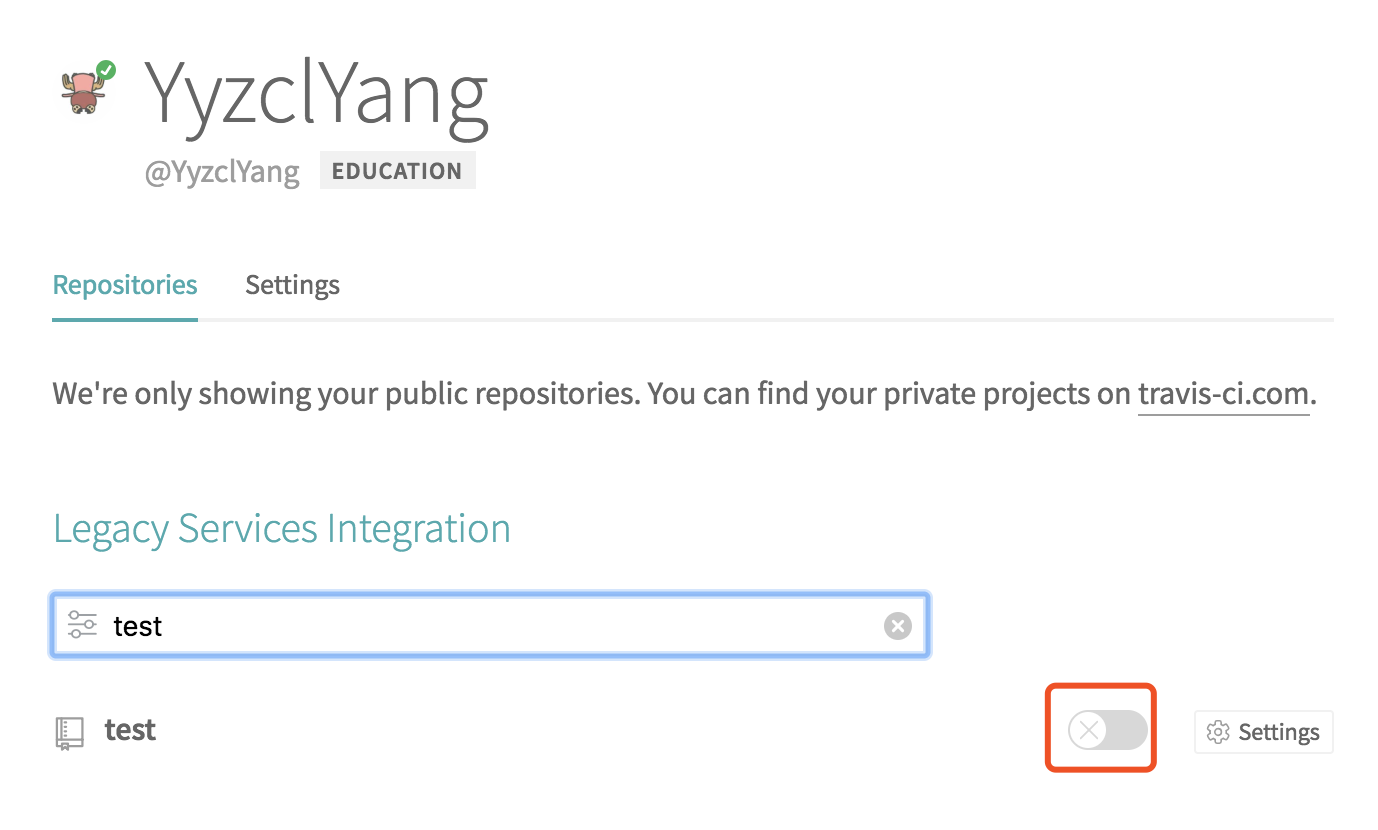 YyzclYang
@YyzclYang EDUCATION
Repositories Settings
We're only showing your public repositories. You can find your private projects on travis-ci.com.
Legacy Services Integration
test
test Settings